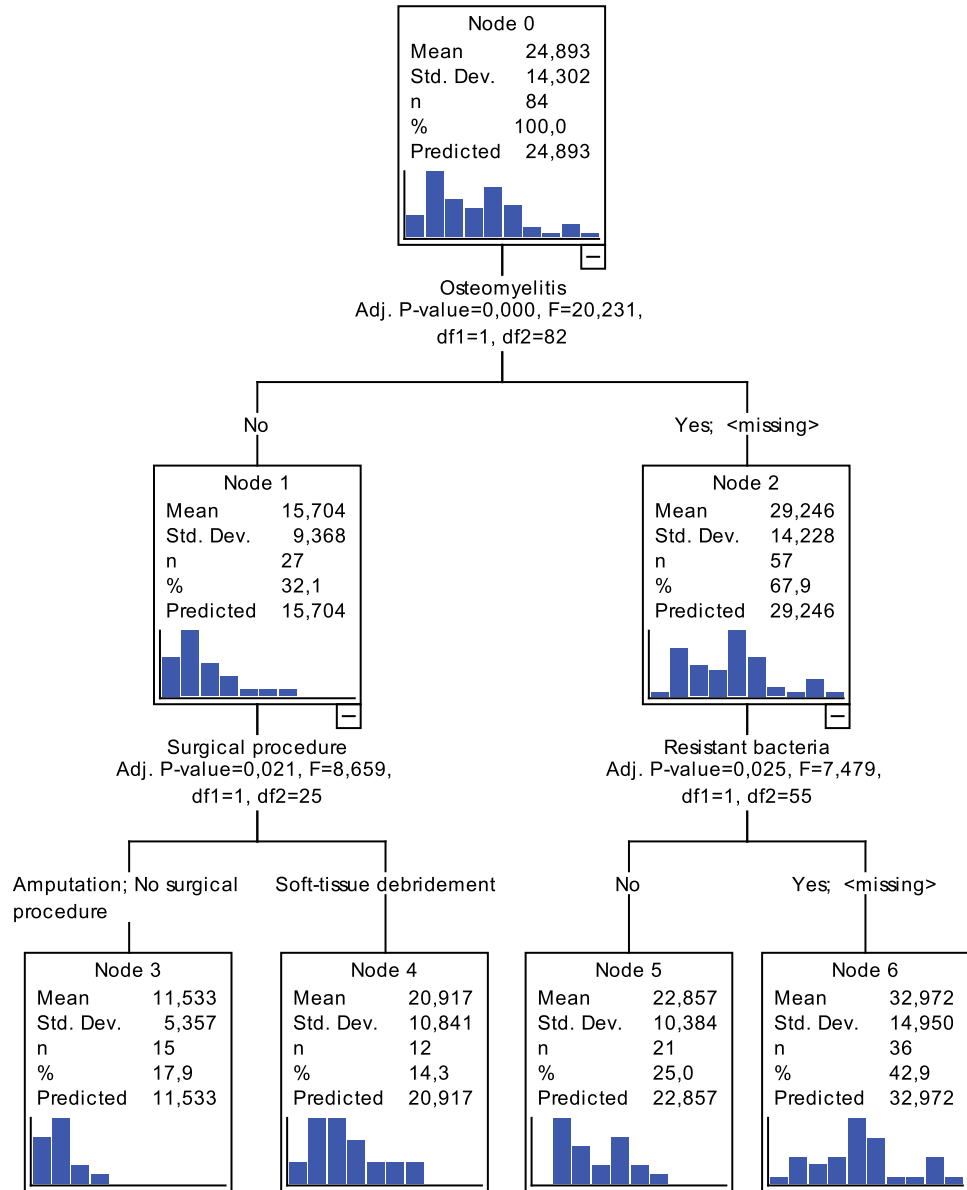 Node 0
Mean 24,893
Std. Dev. 14,302
n 84
% 100,0
Predicted 24,893
Osteomyelitis
Adj. P-value=0,000, F=20,231,
df1=1, df2=82
No
Yes; <missing>
Node 1
Mean 15,704
Std. Dev. 9,368
n 27
% 32,1
Predicted 15,704
Node 2
Mean 29,246
Std. Dev. 14,228
n 57
% 67,9
Predicted 29,246
Surgical procedure
Adj. P-value=0,021, F=8,659,
df1=1, df2=25
Resistant bacteria
Adj. P-value=0,025, F=7,479,
df1=1, df2=55
Amputation; No surgical
procedure
Soft-tissue debridement
No
Yes; <missing>
Node 3
Mean 11,533
Std. Dev. 5,357
n 15
% 17,9
Predicted 11,533
Node 4
Mean 20,917
Std. Dev. 10,841
n 12
% 14,3
Predicted 20,917
Node 5
Mean 22,857
Std. Dev. 10,384
n 21
% 25,0
Predicted 22,857
Node 6
Mean 32,972
Std. Dev. 14,950
n 36
% 42,9
Predicted 32,972